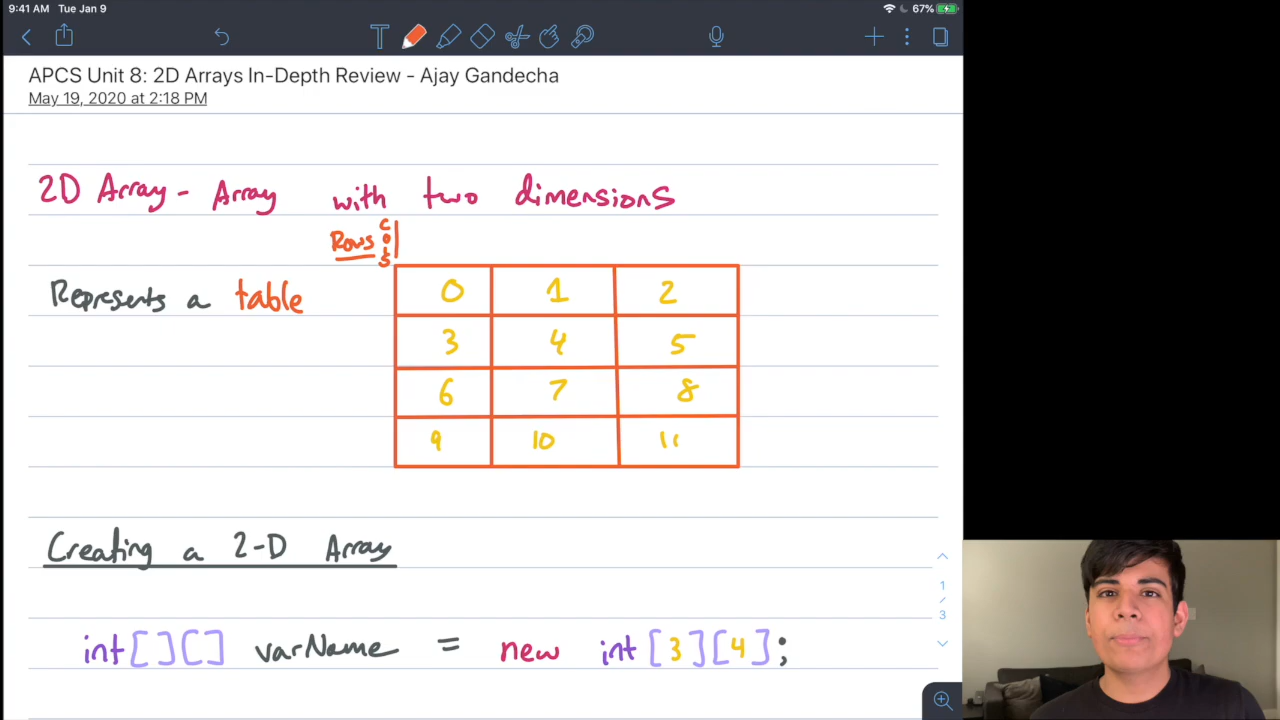 9:41 AM Tue Jan 9
67%
T
APCS Unit 8: 2D Arrays In-Depth Review - Ajay Gandecha
May 19, 2020 at 2:18 PM
2D Array - Array with two dimensions
Rows Cols
Represents a table
0 1 2
3 4 5
6 7 8
9 10 11
Creating a 2-D Array
1
/
3
int[][] varName = new int[3][4];